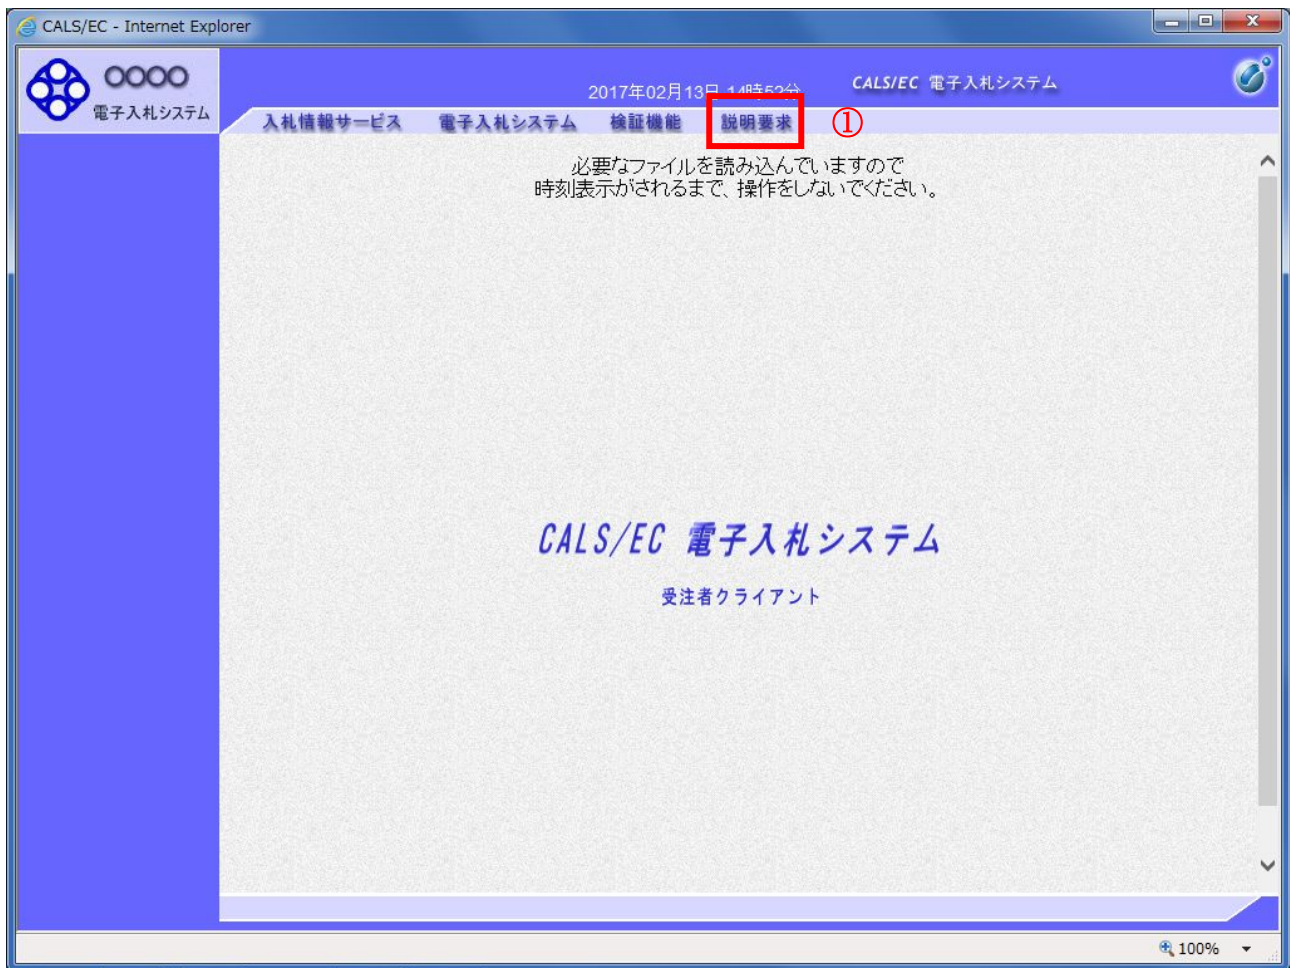 CALS/EC - Internet Explorer
OOOO
電子入札システム
2017年02月13日 14時52分
CALS/EC 電子入札システム
入札情報サービス 電子入札システム 検証機能 説明要求 ①
必要なファイルを読み込んでいますので
時刻表示がされるまで、操作をしないでください。
CALS/EC 電子入札システム
受注者クライアント
100%